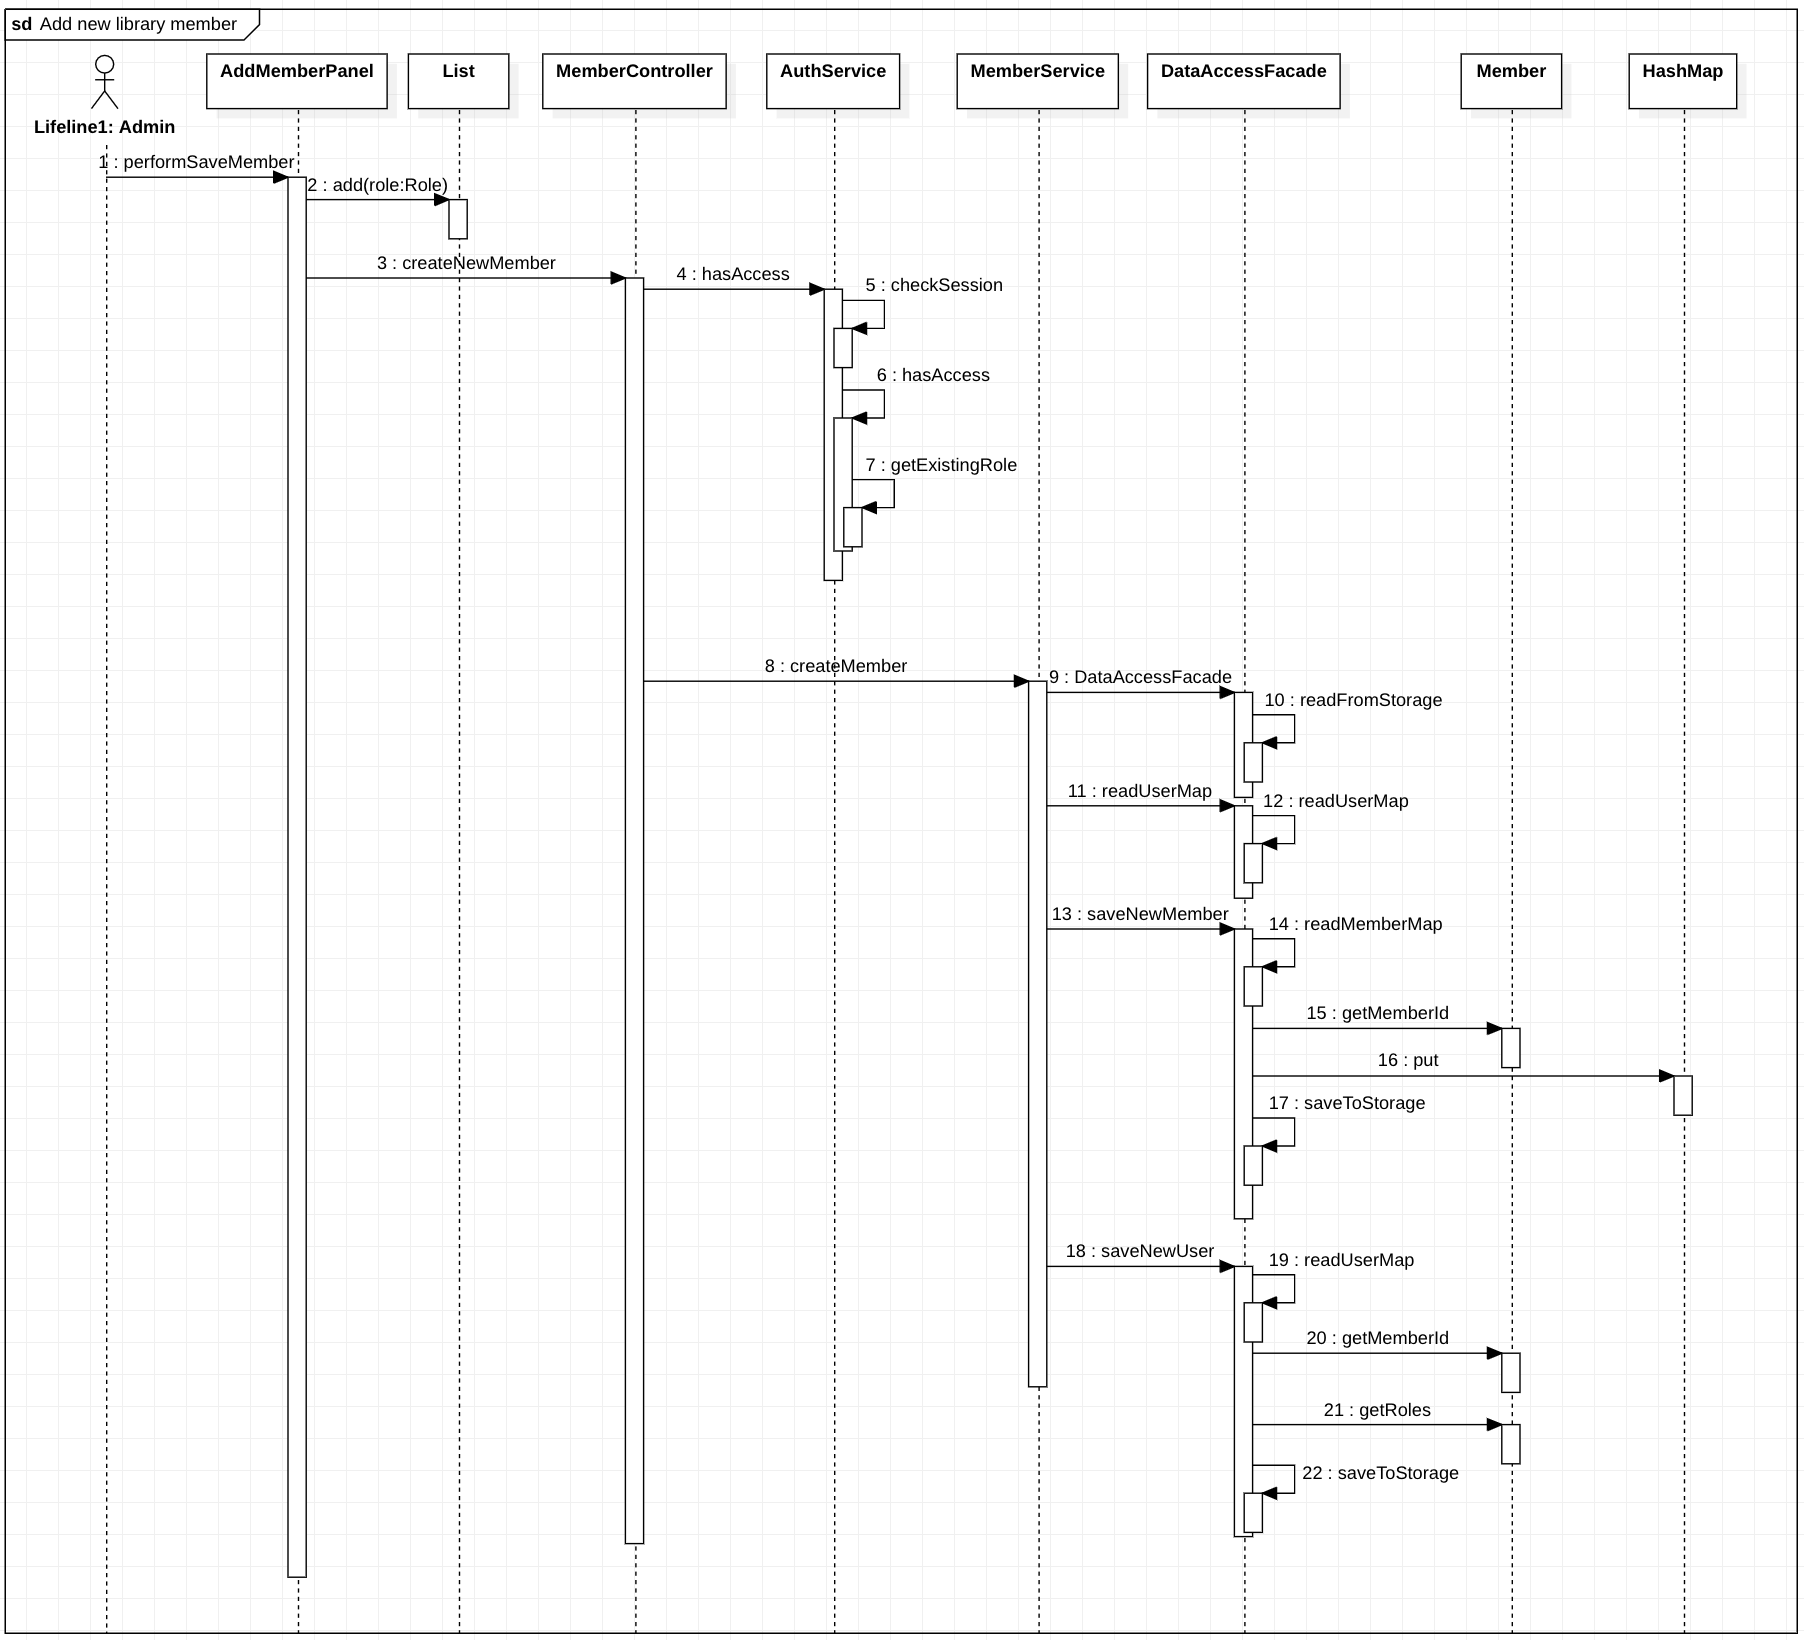 sd Add new library member
AddMemberPanel
List
MemberController
AuthService
MemberService
DataAccessFacade
Member
HashMap
Lifeline1: Admin
1 : performSaveMember
2 : add(role:Role)
3 : createNewMember
4 : hasAccess
5 : checkSession
6 : hasAccess
7 : getExistingRole
8 : createMember
9 : DataAccessFacade
10 : readFromStorage
11 : readUserMap
12 : readUserMap
13 : saveNewMember
14 : readMemberMap
15 : getMemberId
16 : put
17 : saveToStorage
18 : saveNewUser
19 : readUserMap
20 : getMemberId
21 : getRoles
22 : saveToStorage